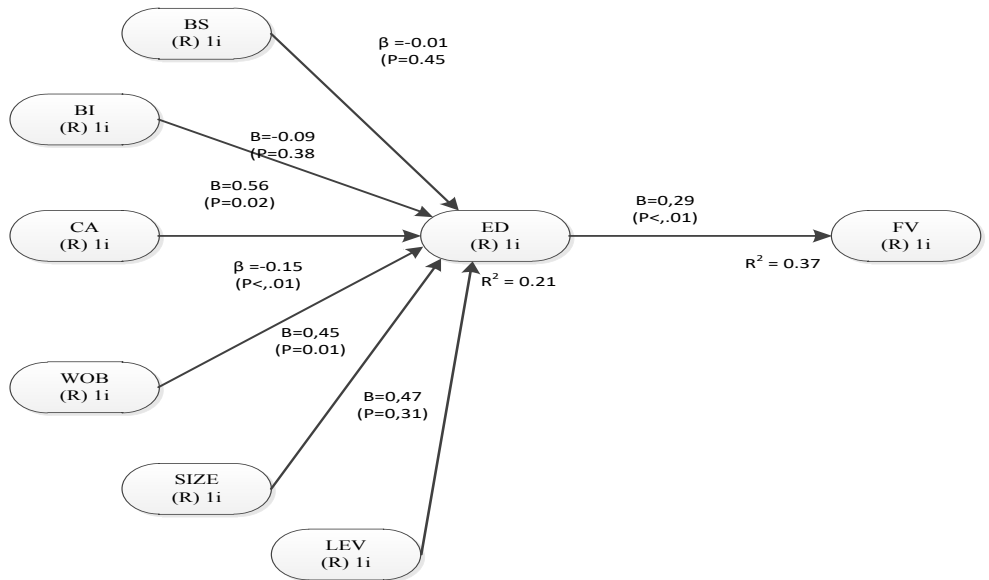 BS
(R) 1i
β =-0.01
(P=0.45
BI
(R) 1i
B=-0.09
(P=0.38
B=0.56
(P=0.02)
CA
(R) 1i
ED
(R) 1i
B=0,29
(P<,.01)
FV
(R) 1i
R² = 0.37
R² = 0.21
β =-0.15
(P<,.01)
B=0,45
(P=0.01)
WOB
(R) 1i
B=0,47
(P=0,31)
SIZE
(R) 1i
LEV
(R) 1i